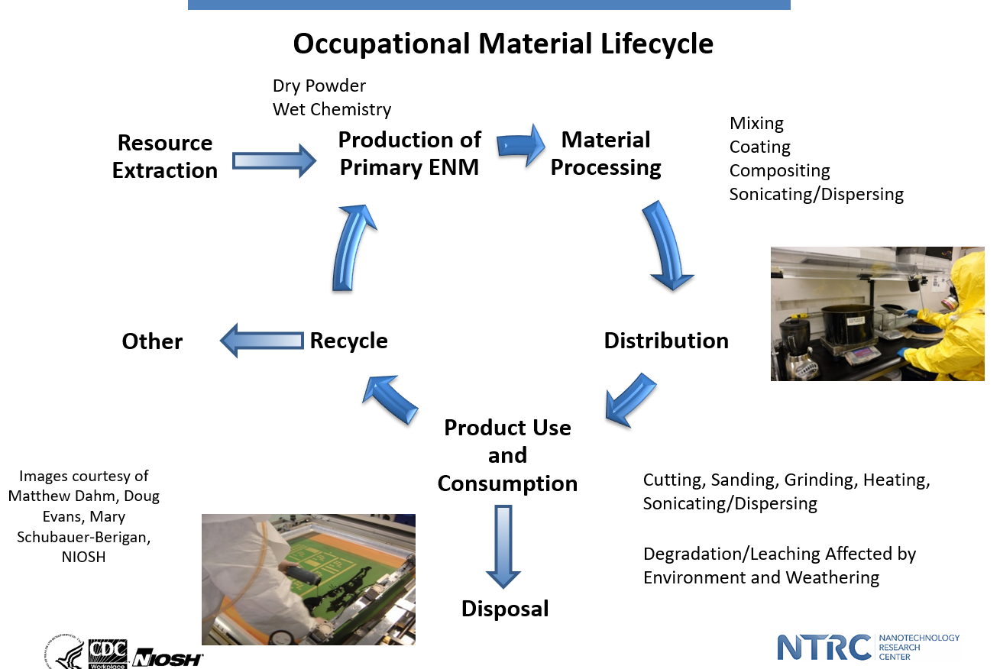 Occupational Material Lifecycle
Dry Powder
Wet Chemistry
Resource
Extraction
Production of
Primary ENM
Material
Processing
Mixing
Coating
Compositing
Sonicating/Dispersing
Other
Recycle
Distribution
Product Use
and
Consumption
Images courtesy of
Matthew Dahm, Doug
Evans, Mary
Schubauer-Berigan,
NIOSH
Cutting, Sanding, Grinding, Heating,
Sonicating/Dispersing
Degradation/Leaching Affected by
Environment and Weathering
Disposal
CDC
Workplace
NIOSH
NTRC
NANOTECHNOLOGY
RESEARCH
CENTER